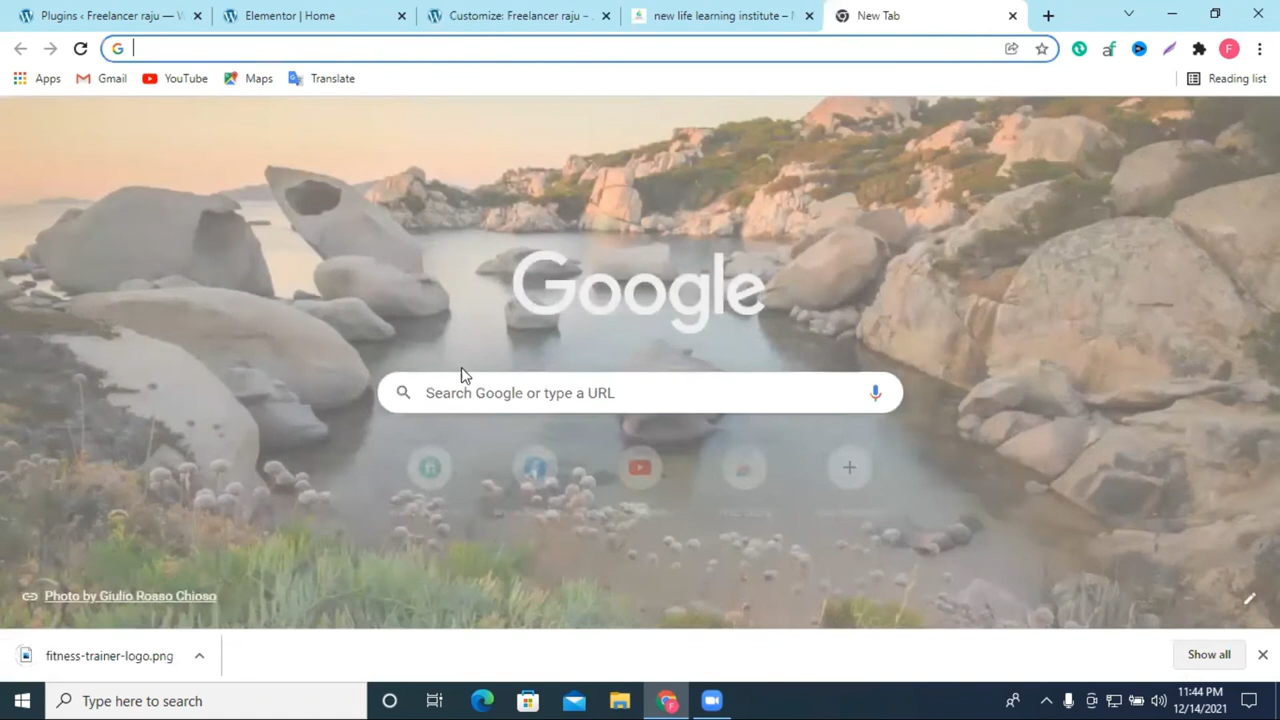 Plugins ‹ Freelancer raju — W
Elementor | Home
Customize: Freelancer raju –
new life learning institute –
New Tab
F
Apps
Gmail
YouTube
Maps
Translate
Reading list
Google
Search Google or type a URL
Photo by Giulio Rosso Chioso
fitness-trainer-logo.png
Show all
Type here to search
11:44 PM
12/14/2021